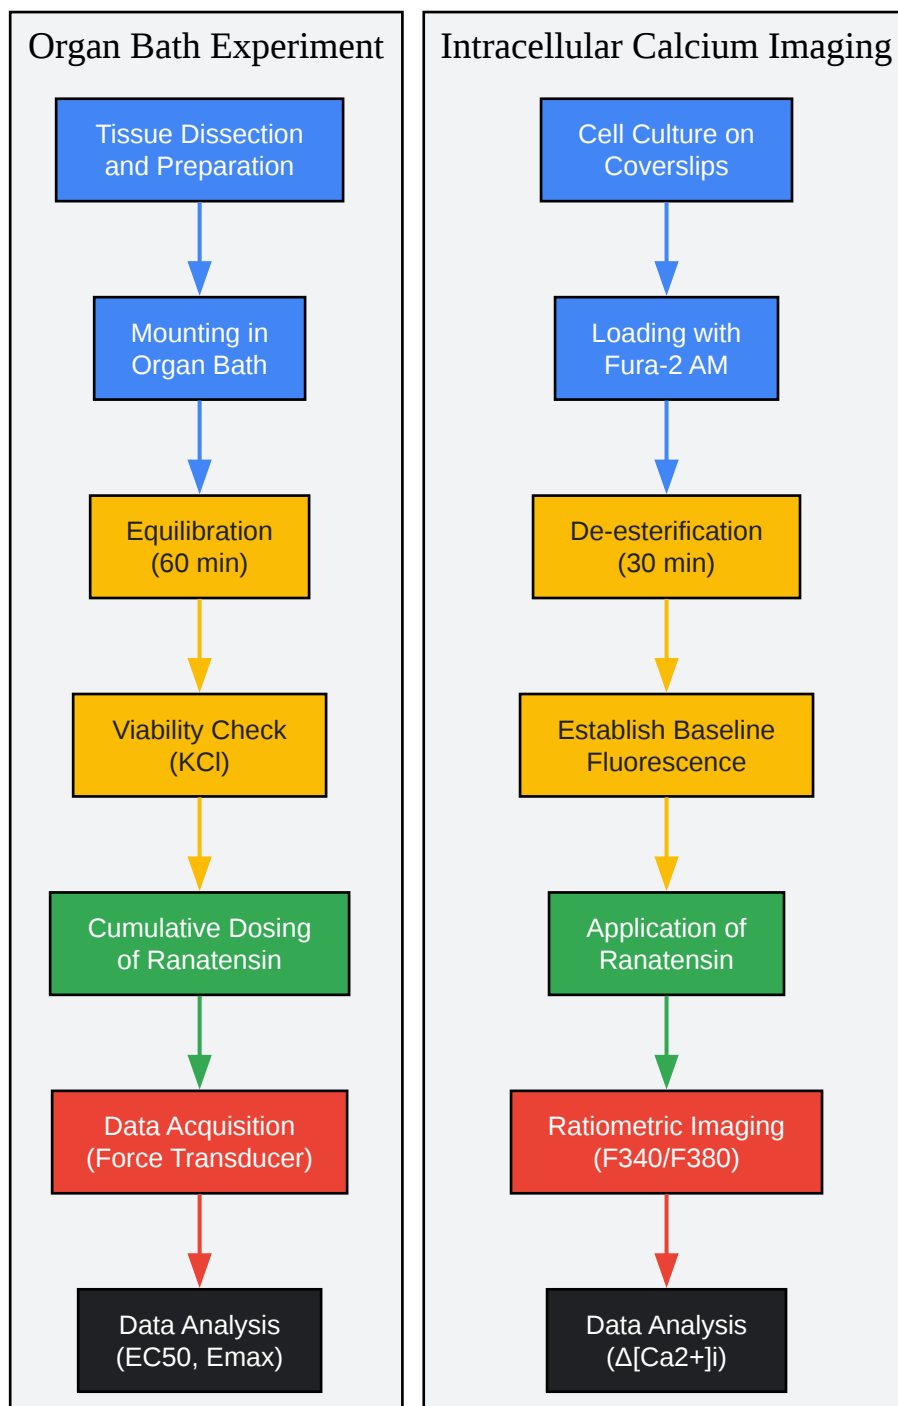 Organ Bath Experiment
Tissue Dissection
and Preparation
Mounting in
Organ Bath
Equilibration
(60 min)
Viability Check
(KCl)
Cumulative Dosing
of Ranatensin
Data Acquisition
(Force Transducer)
Data Analysis
(EC50, Emax)
Intracellular Calcium Imaging
Cell Culture on
Coverslips
Loading with
Fura-2 AM
De-esterification
(30 min)
Establish Baseline
Fluorescence
Application of
Ranatensin
Ratiometric Imaging
(F340/F380)
Data Analysis
(Δ[Ca2+]i)